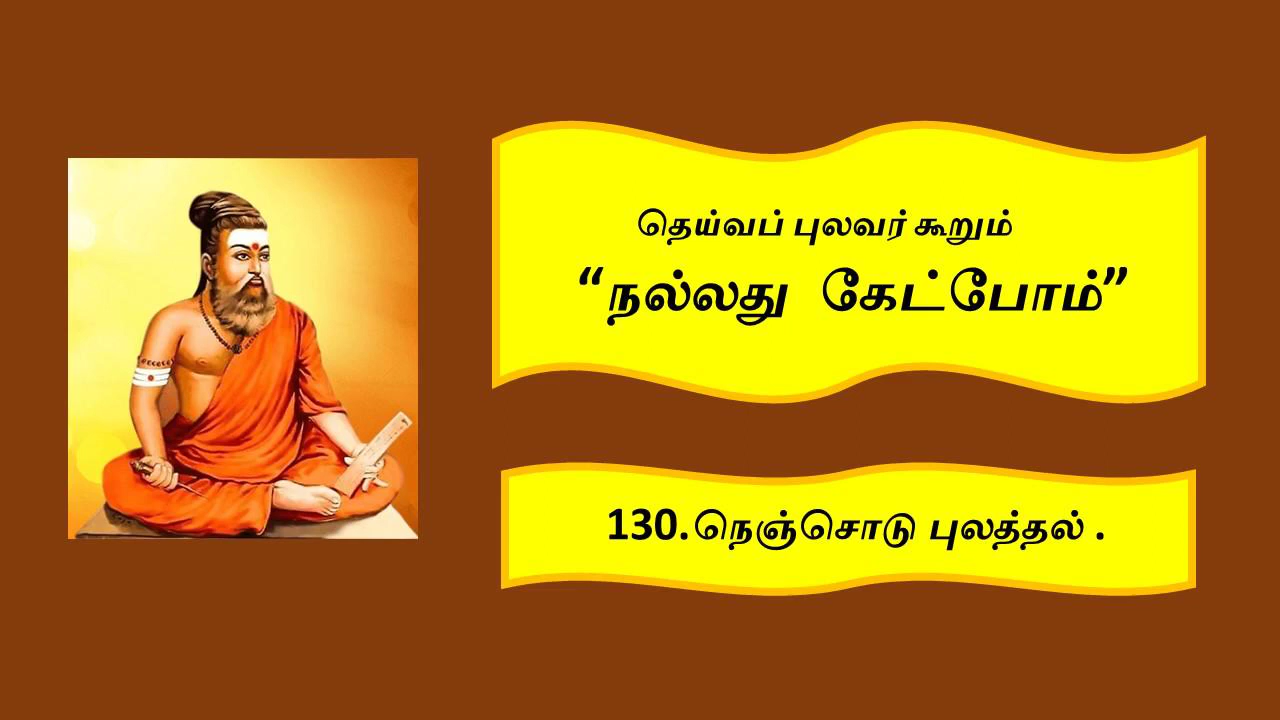 தெய்வப் புலவர் கூறும்
“நல்லது கேட்போம்”
130.நெஞ்சொடு புலத்தல் .